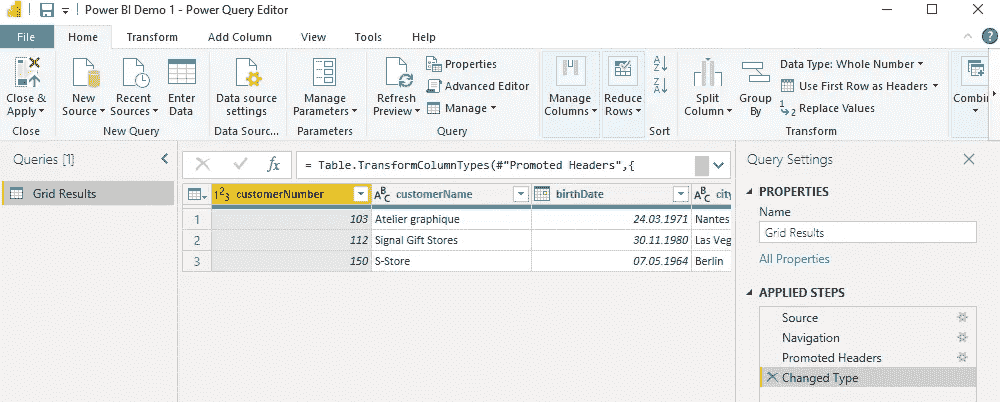 Power BI Demo 1 - Power Query Editor
File Home Transform Add Column View Tools Help
Close & Apply
New Source
Recent Sources
Enter Data
Data source settings
Manage Parameters
Refresh Preview
Properties
Advanced Editor
Manage
Manage Columns
Reduce Rows
Split Column
Group By
Data Type: Whole Number
Use First Row as Headers
Replace Values
Combin
Close New Query Data Sourc... Parameters Query Sort Transform
Queries [1]
Grid Results
fx = Table.TransformColumnTypes(#"Promoted Headers",{
123 customerNumber ABC customerName birthDate ABC city
1 103 Atelier graphique 24.03.1971 Nantes
2 112 Signal Gift Stores 30.11.1980 Las Veg
3 150 S-Store 07.05.1964 Berlin
Query Settings
PROPERTIES
Name
Grid Results
All Properties
APPLIED STEPS
Source
Navigation
Promoted Headers
Changed Type